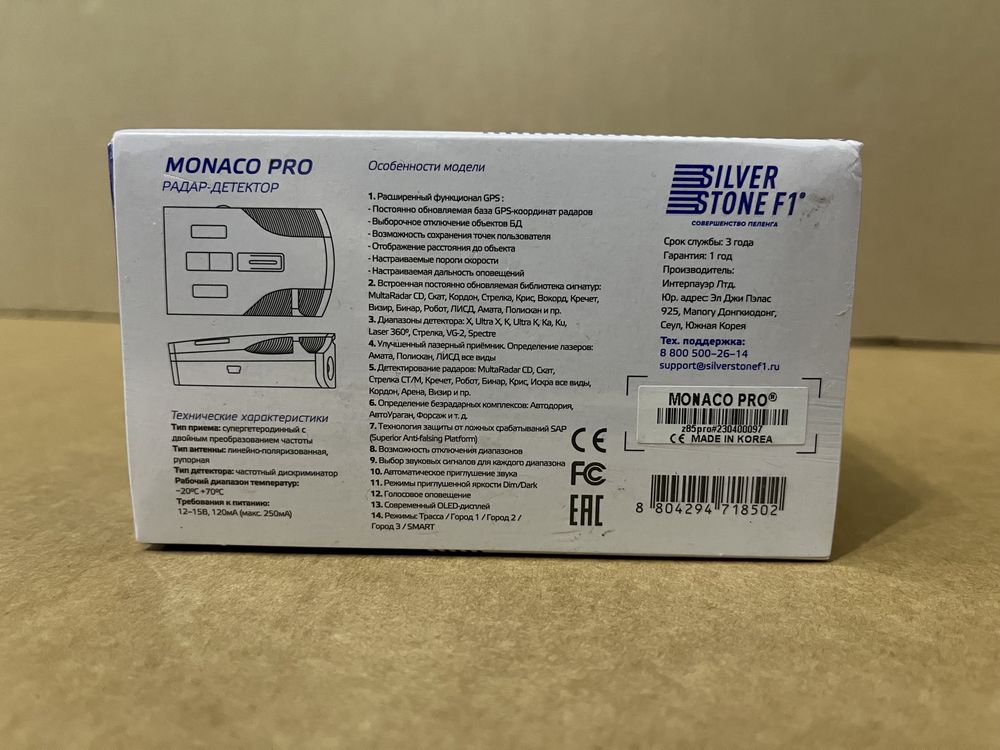 MONACO PRO
РАДАР-ДЕТЕКТОР
Технические характеристики
Тип приема: супергетеродинный с
двойным преобразованием частоты
Тип антенны: линейно-поляризованная,
рупорная
Тип детектора: частотный дискриминатор
Рабочий диапазон температур:
–20ºC +70ºC
Требования к питанию:
12–15В, 120мА (макс. 250мА)
Особенности модели
1. Расширенный функционал GPS :
- Постоянно обновляемая база GPS-координат радаров
- Выборочное отключение объектов БД
- Возможность сохранения точек пользователя
- Отображение расстояния до объекта
- Настраиваемые пороги скорости
- Настраиваемая дальность оповещений
2. Встроенная постоянно обновляемая библиотека сигнатур:
MultaRadar CD, Скат, Кордон, Стрелка, Крис, Вокорд, Кречет,
Визир, Бинар, Робот, ЛИСД, Амата, Полискан и пр.
3. Диапазоны детектора: X, Ultra X, K, Ultra K, Ka, Ku,
Laser 360º, Стрелка, VG-2, Spectre
4. Улучшенный лазерный приёмник. Определение лазеров:
Амата, Полискан, ЛИСД все виды
5. Детектирование радаров: MultaRadar CD, Скат,
Стрелка СТ/М, Кречет, Робот, Бинар, Крис, Искра все виды,
Кордон, Арена, Визир и пр.
6. Определение безрадарных комплексов: Автодория,
АвтоУраган, Форсаж и т. д.
7. Технология защиты от ложных срабатываний SAP
(Superior Anti-falsing Platform)
8. Возможность отключения диапазонов
9. Выбор звуковых сигналов для каждого диапазона
10. Автоматическое приглушение звука
11. Режимы приглушенной яркости Dim/Dark
12. Голосовое оповещение
13. Современный OLED-дисплей
14. Режимы: Трасса / Город 1 / Город 2 /
Город 3 / SMART
CE
FC
EAC
SILVER
STONE F1®
СОВЕРШЕНСТВО ПЕЛЕНГА
Срок службы: 3 года
Гарантия: 1 год
Производитель:
Интерпауэр Лтд.
Юр. адрес: Эл Джи Пэлас
925, Мапогу Донгкиодонг,
Сеул, Южная Корея
Тех. поддержка:
8 800 500–26–14
support@silverstonef1.ru
MONACO PRO®
z85pro#230400097
CE MADE IN KOREA
8 804294 718502